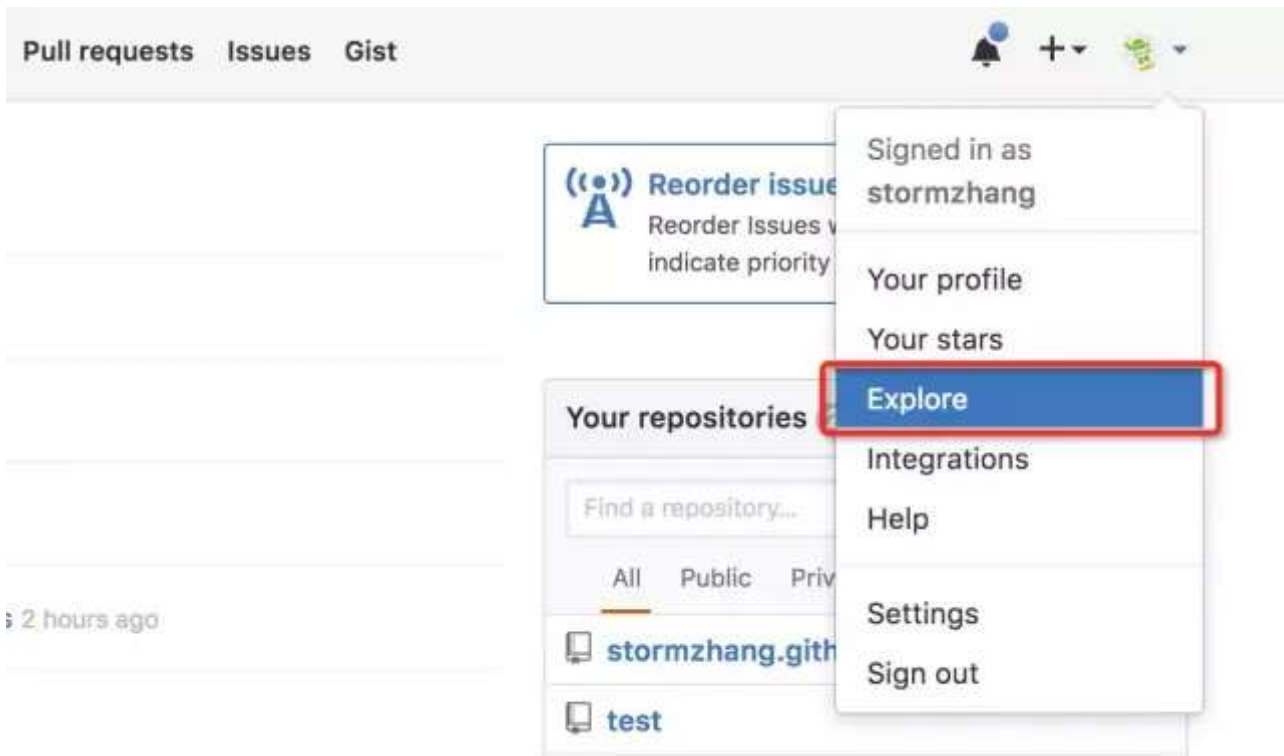 Pull requests Issues Gist
Signed in as
stormzhang
Reorder issue
Reorder Issues w
indicate priority
Your profile
Your stars
Explore
Integrations
Help
Settings
Sign out
Your repositories
Find a repository...
All Public Priv
s 2 hours ago
stormzhang.gith
test